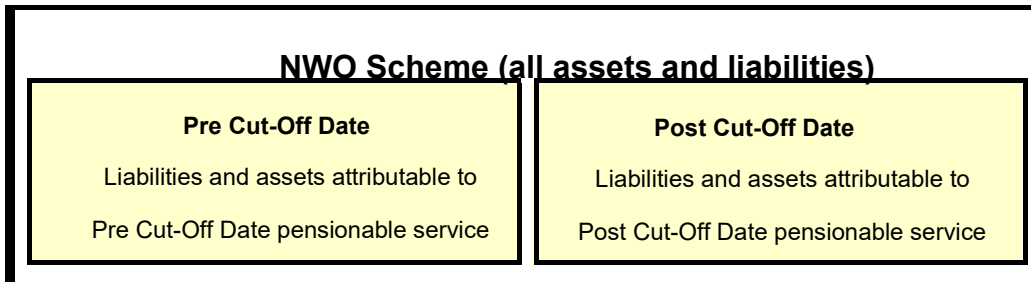 NWO Scheme (all assets and liabilities)
Pre Cut-Off Date
Liabilities and assets attributable to
Pre Cut-Off Date pensionable service
Post Cut-Off Date
Liabilities and assets attributable to
Post Cut-Off Date pensionable service